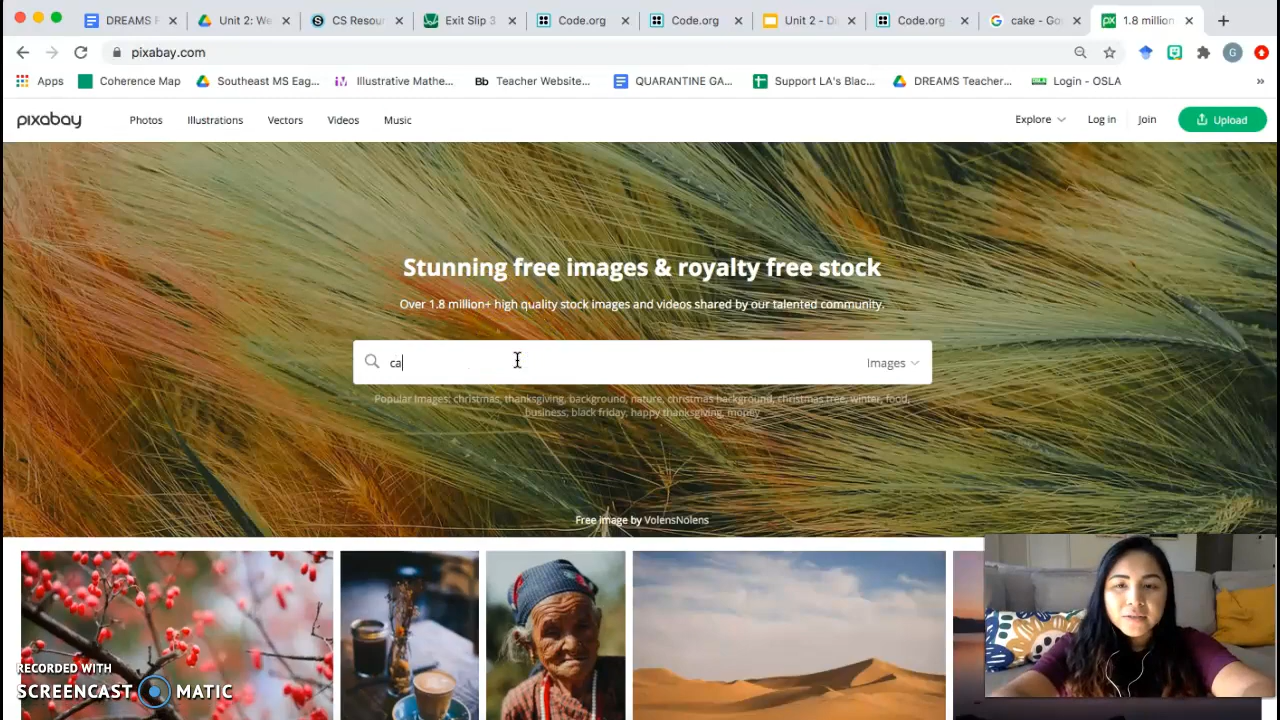 DREAMS F Unit 2: We CS Resour Exit Slip 3 Code.org Code.org Unit 2 - D Code.org cake - Go 1.8 million
pixabay.com G
Apps Coherence Map Southeast MS Eag... Illustrative Mathe... Bb Teacher Website... QUARANTINE GA... Support LA's Blac... DREAMS Teacher... OSLA Login - OSLA »
pixabay Photos Illustrations Vectors Videos Music Explore Log in Join Upload
Stunning free images & royalty free stock
Over 1.8 million+ high quality stock images and videos shared by our talented community.
ca Images
Popular Images: christmas, thanksgiving, background, nature, christmas background, christmas tree, winter, food,
business, black friday, happy thanksgiving, money
Free image by VolensNolens
RECORDED WITH
SCREENCAST MATIC